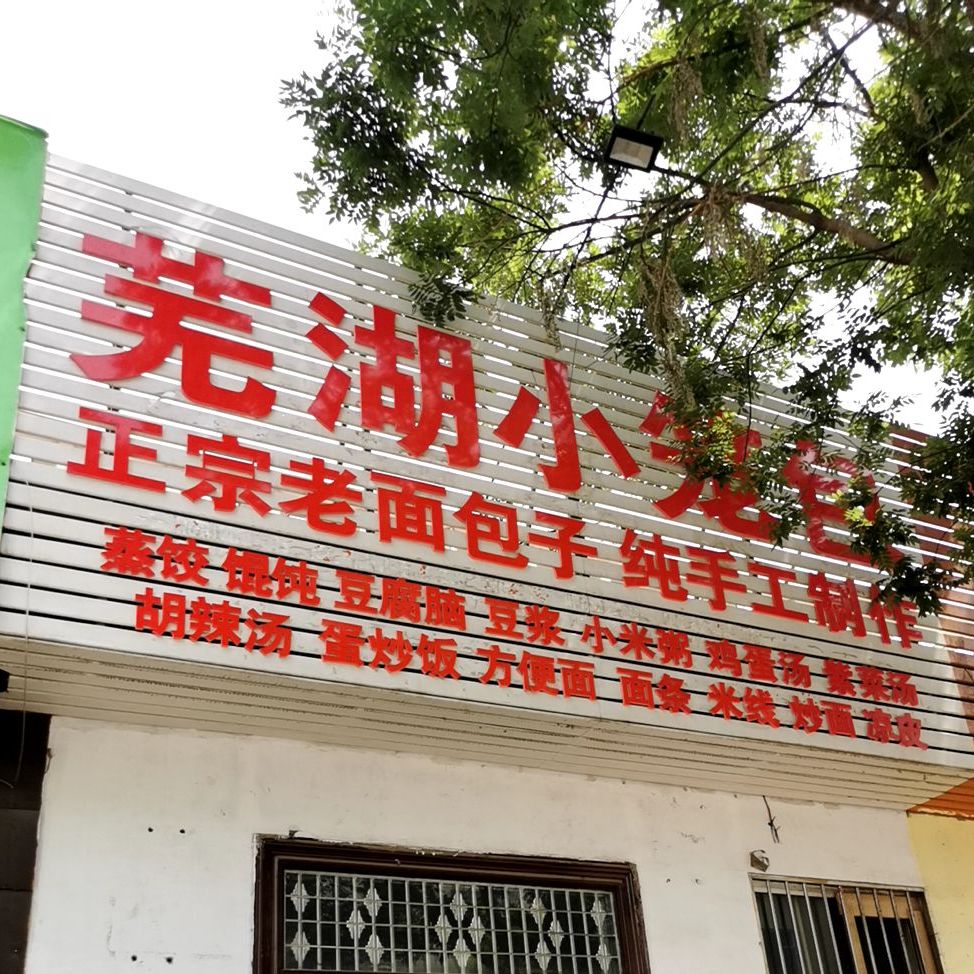 芜湖小笼包
正宗老面包子 纯手工制作
蒸饺 馄饨 豆腐脑 豆浆 小米粥 鸡蛋汤 紫菜汤
胡辣汤 蛋炒饭 方便面 面条 米线 炒面 凉皮